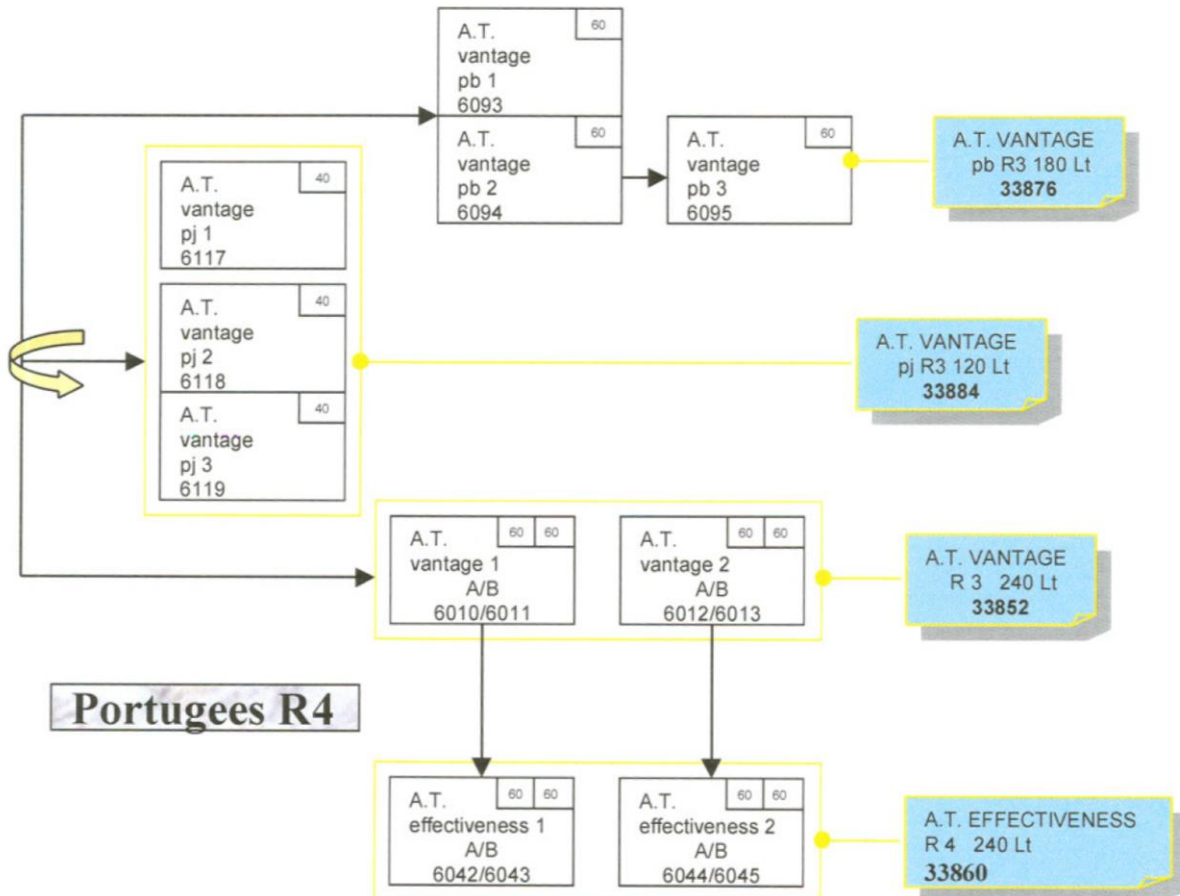 A.T.
60
vantage
pb 1
6093
A.T.
60
vantage
pb 2
6094
A.T.
60
vantage
pb 3
6095
A.T. VANTAGE
pb R3 180 Lt
33876
A.T.
40
vantage
pj 1
6117
A.T.
40
vantage
pj 2
6118
A.T.
40
vantage
pj 3
6119
A.T. VANTAGE
pj R3 120 Lt
33884
A.T.
60 60
vantage 1
A/B
6010/6011
A.T.
60 60
vantage 2
A/B
6012/6013
A.T. VANTAGE
R 3 240 Lt
33852
Portugees R4
A.T.
60 60
effectiveness 1
A/B
6042/6043
A.T.
60 60
effectiveness 2
A/B
6044/6045
A.T. EFFECTIVENESS
R 4 240 Lt
33860